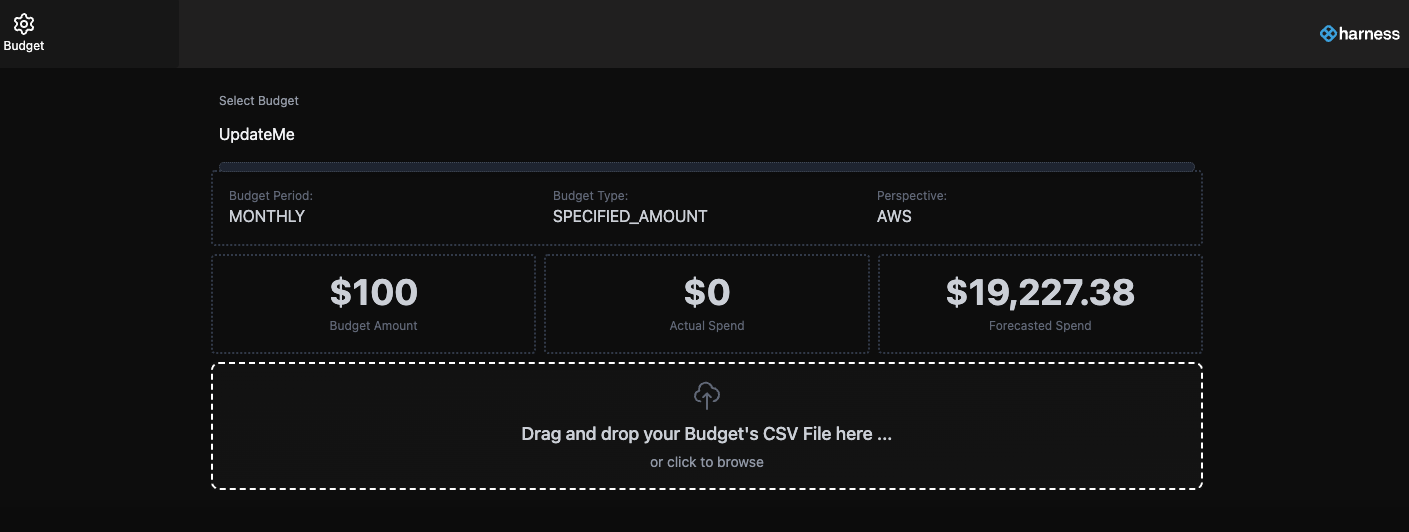 Budget
harness
Select Budget
UpdateMe
Budget Period:
MONTHLY
Budget Type:
SPECIFIED_AMOUNT
Perspective:
AWS
$100
Budget Amount
$0
Actual Spend
$19,227.38
Forecasted Spend
Drag and drop your Budget's CSV File here ...
or click to browse